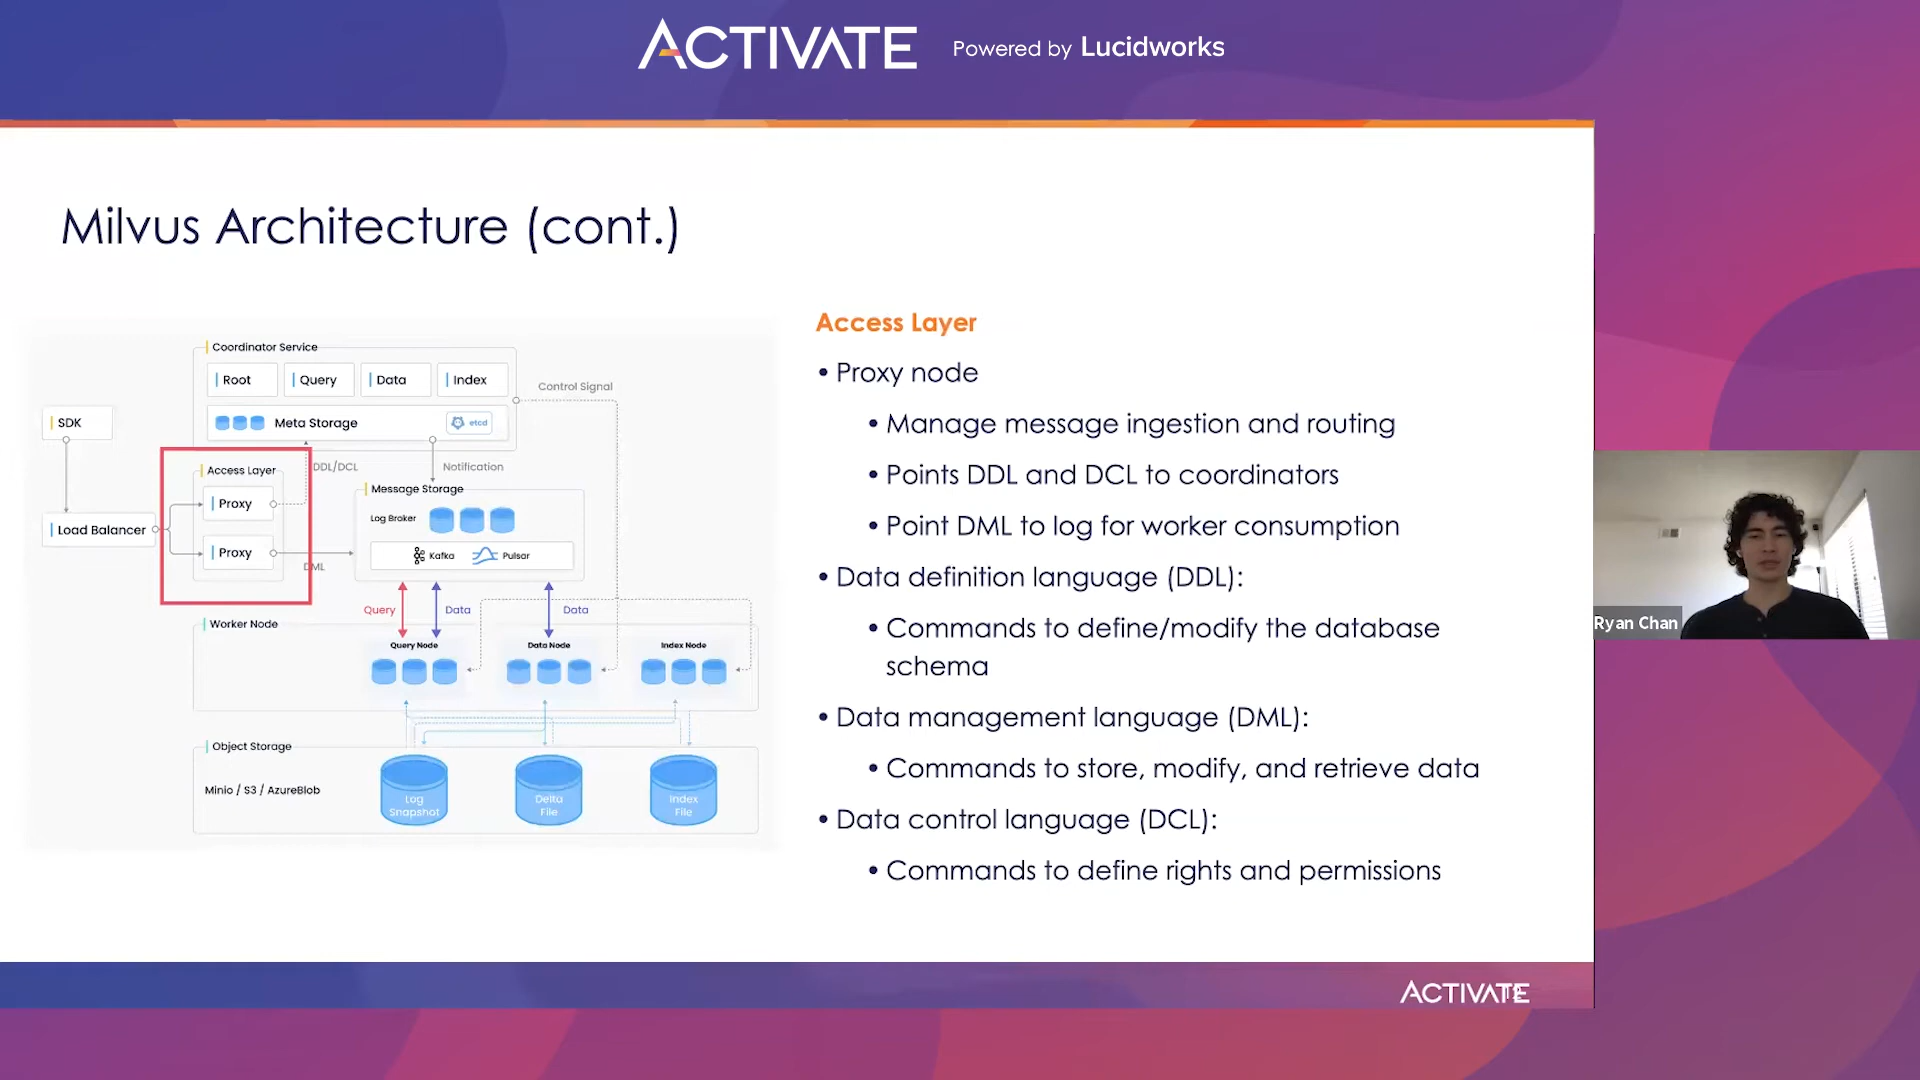 ACTIVATE Powered by Lucidworks
Milvus Architecture (cont.)
Coordinator Service
Root Query Data Index
Meta Storage etcd
Control Signal
SDK
Access Layer
DDL/DCL
Notification
Proxy
Load Balancer
Proxy
DML
Message Storage
Log Broker
Kafka Pulsar
Query Data Data
Worker Node
Query Node Data Node Index Node
Object Storage
Minio / S3 / AzureBlob
Log Snapshot
Delta File
Index File
Access Layer
• Proxy node
• Manage message ingestion and routing
• Points DDL and DCL to coordinators
• Point DML to log for worker consumption
• Data definition language (DDL):
• Commands to define/modify the database
schema
• Data management language (DML):
• Commands to store, modify, and retrieve data
• Data control language (DCL):
• Commands to define rights and permissions
Ryan Chan
ACTIVATE
12